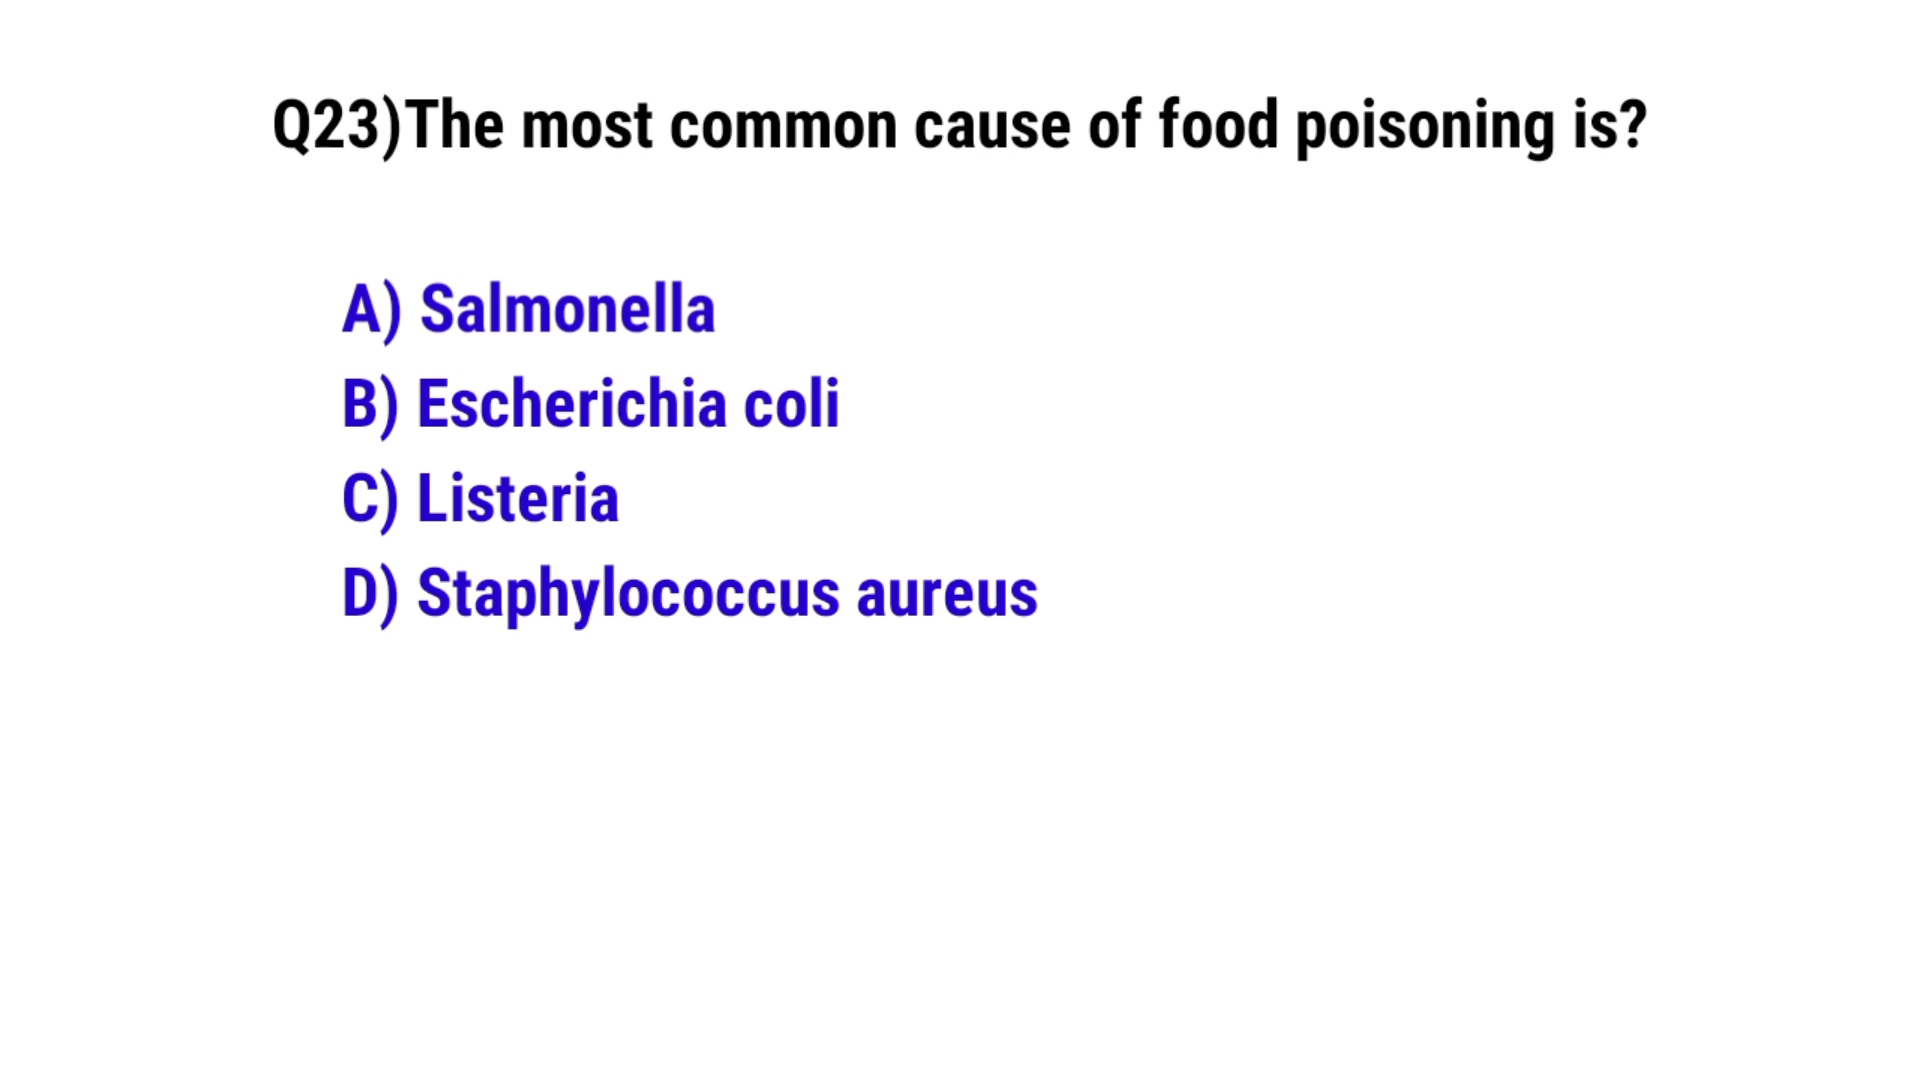 Q23)The most common cause of food poisoning is?
A) Salmonella
B) Escherichia coli
C) Listeria
D) Staphylococcus aureus